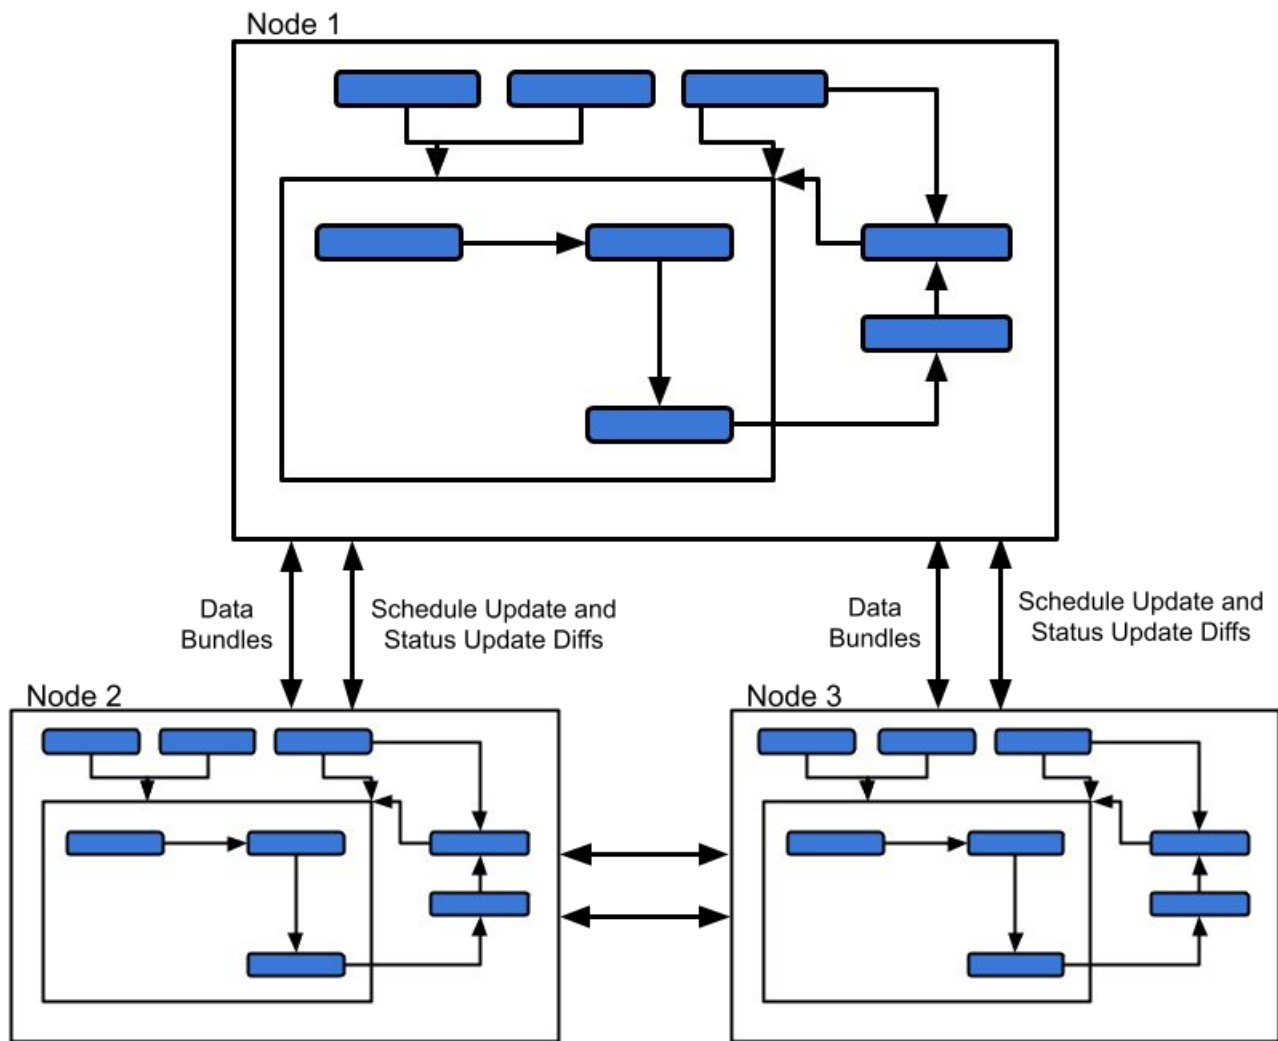 Node 1
Data
Bundles
Schedule Update and
Status Update Diffs
Data
Bundles
Schedule Update and
Status Update Diffs
Node 2
Node 3